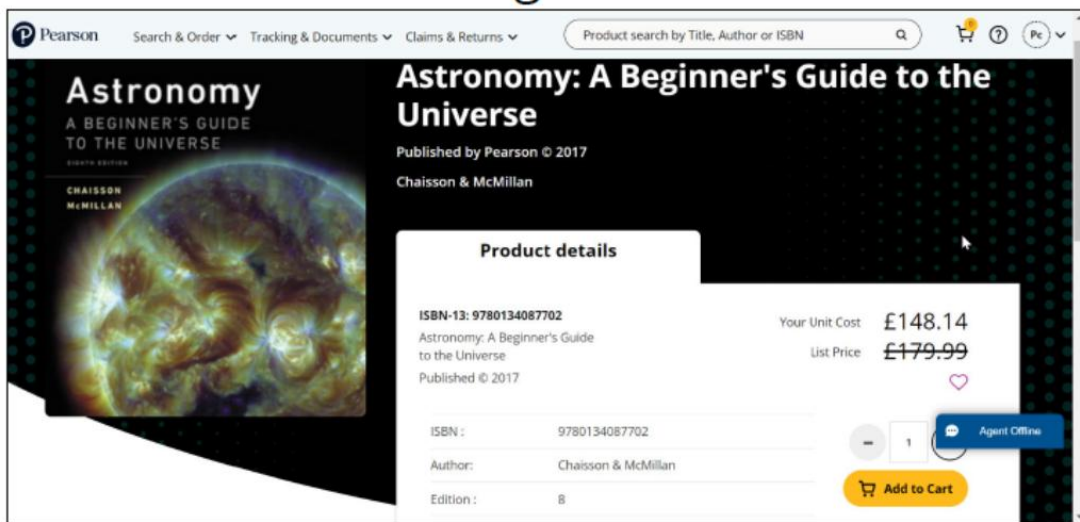 Pearson
Search & Order
Tracking & Documents
Claims & Returns
Product search by Title, Author or ISBN
Pc
Astronomy
A BEGINNER'S GUIDE
TO THE UNIVERSE
EIGHTH EDITION
CHAISSON
McMILLAN
Astronomy: A Beginner's Guide to the
Universe
Published by Pearson © 2017
Chaisson & McMillan
Product details
ISBN-13: 9780134087702
Astronomy: A Beginner's Guide
to the Universe
Published © 2017
Your Unit Cost £148.14
List Price £179.99
ISBN : 9780134087702
Author: Chaisson & McMillan
Edition : 8
1
Agent Offline
Add to Cart